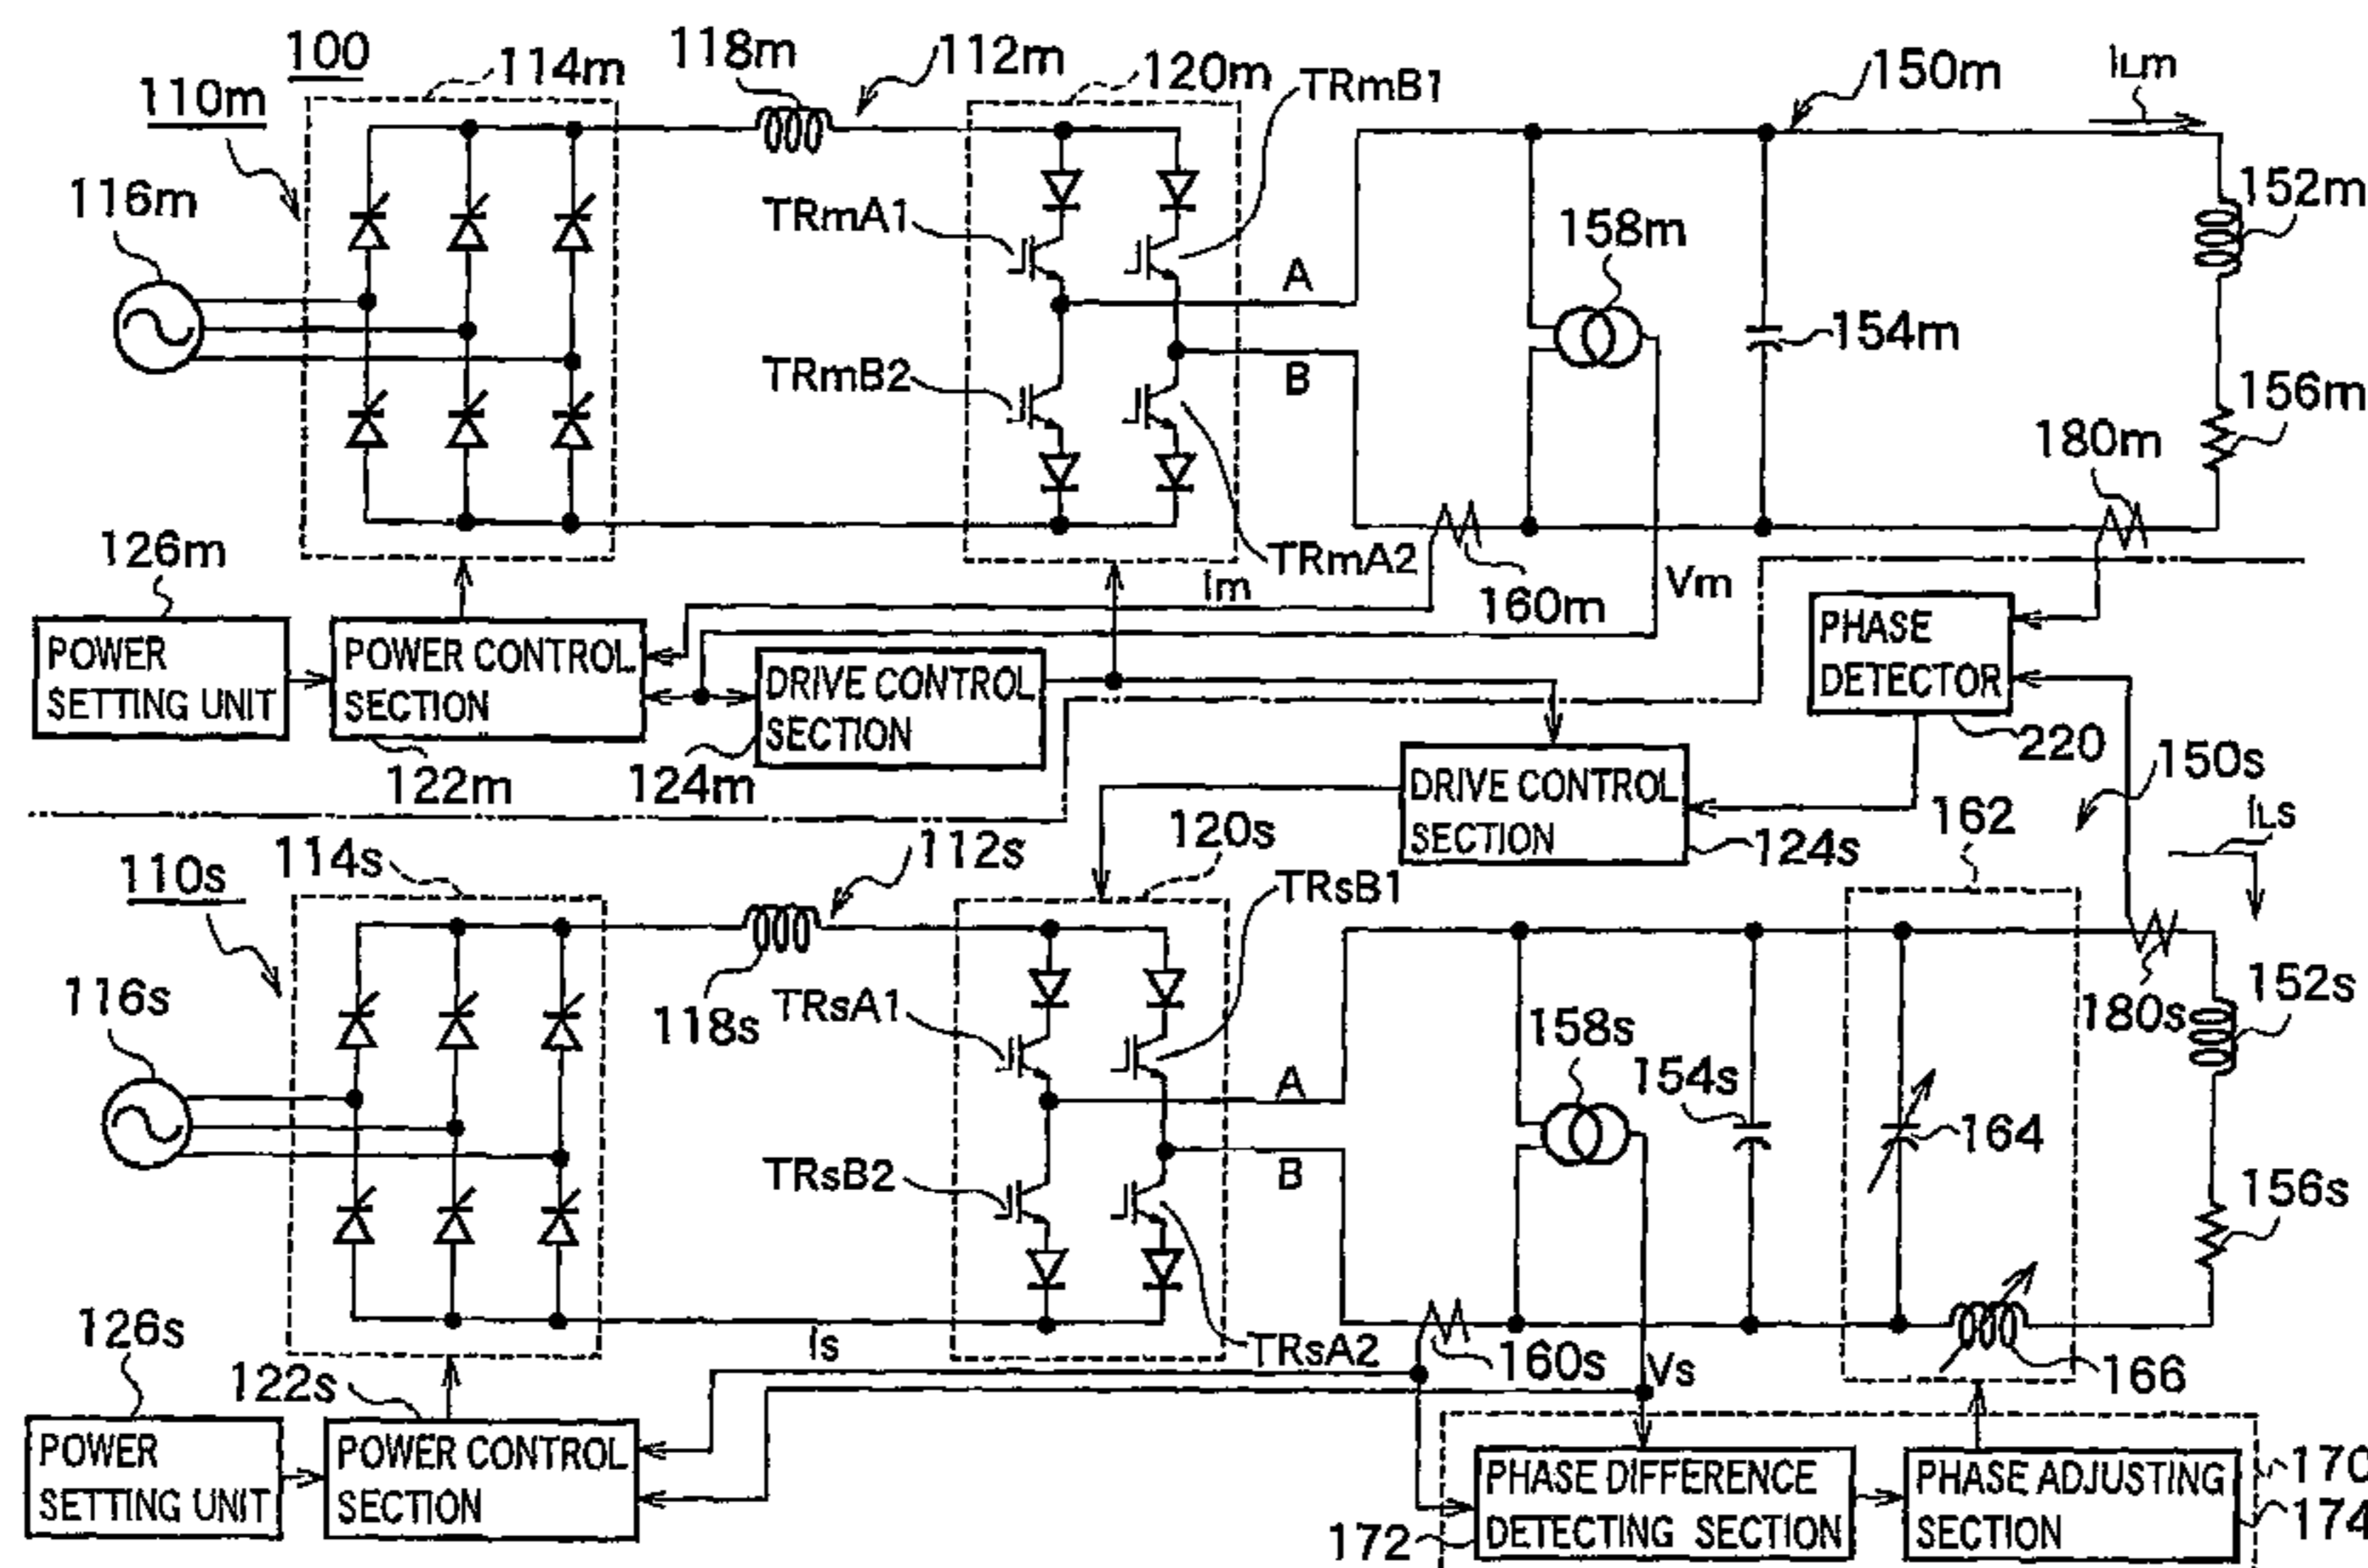 100
110m
114m
118m
112m
120m
TRmB1
150m
ILm
116m
TRmA1
158m
152m
A
154m
TRmB2
B
156m
180m
126m
TRmA2
Im
160m
Vm
POWER
SETTING UNIT
POWER CONTROL
SECTION
DRIVE CONTROL
SECTION
PHASE
DETECTOR
122m
124m
220
150s
DRIVE CONTROL
SECTION
124s
162
ILs
110s
114s
112s
120s
TRsB1
116s
118s
TRsA1
158s
154s
180s
152s
A
164
TRsB2
B
156s
126s
122s
Is
TRsA2
160s
Vs
166
POWER
SETTING UNIT
POWER CONTROL
SECTION
PHASE DIFFERENCE
DETECTING SECTION
PHASE ADJUSTING
SECTION
170
174
172